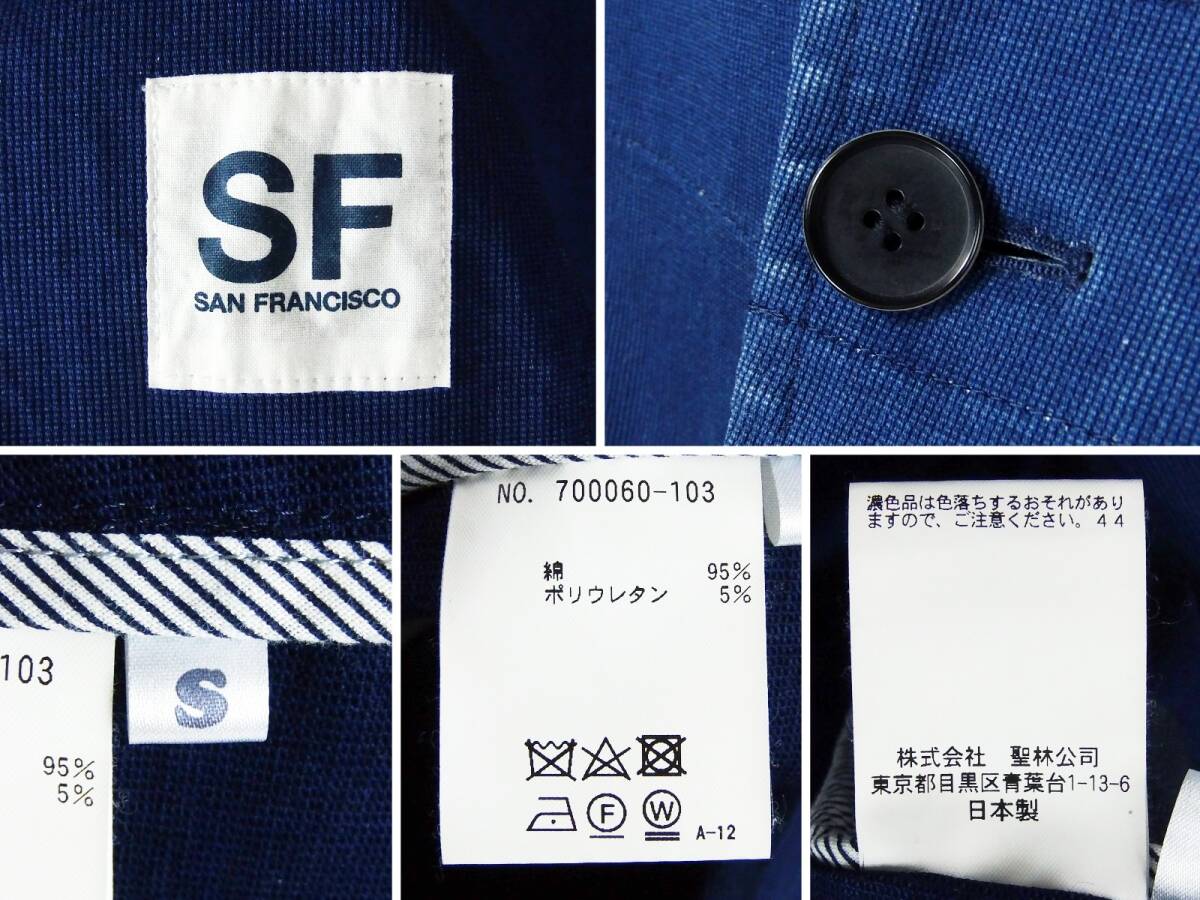 SF
SAN FRANCISCO
103
95%
5%
S
NO. 700060-103
綿 95%
ポリウレタン 5%
F
W
A-12
濃色品は色落ちするおそれがあり
ますので、ご注意ください。44
株式会社 聖林公司
東京都目黒区青葉台1-13-6
日本製